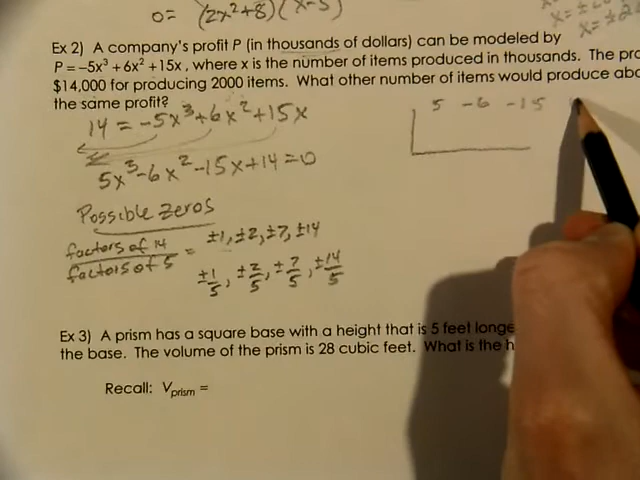 0= (2x²+8)(x-5)
Ex 2) A company's profit P (in thousands of dollars) can be modeled by
P = –5x³ + 6x² + 15x, where x is the number of items produced in thousands. The
$14,000 for producing 2000 items. What other number of items would produce
the same profit?
14 = -5x³+6x²+15x
5x³-6x²-15x+14=0
5 -6 -15
Possible zeros
factors of 14
factors of 5
= ±1, ±2, ±7, ±14
±1/5, ±2/5, ±7/5, ±14/5
Ex 3) A prism has a square base with a height that is 5 feet
the base. The volume of the prism is 28 cubic feet. What is the
Recall: Vprism =